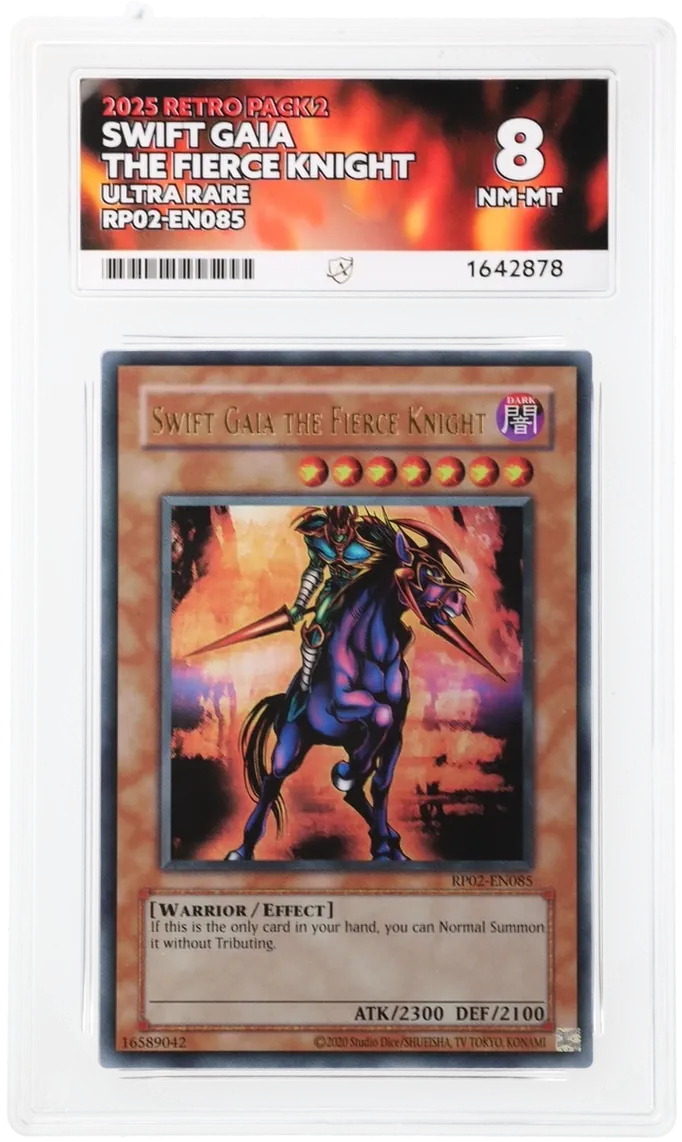 2025 RETRO PACK 2
SWIFT GAIA
THE FIERCE KNIGHT
ULTRA RARE
RP02-EN085
8
NM-MT
1642878
SWIFT GAIA THE FIERCE KNIGHT
DARK
闇
RP02-EN085
[WARRIOR/EFFECT]
If this is the only card in your hand, you can Normal Summon
it without Tributing.
ATK/2300 DEF/2100
16589042
©2020 Studio Dice/SHUEISHA, TV TOKYO, KONAMI